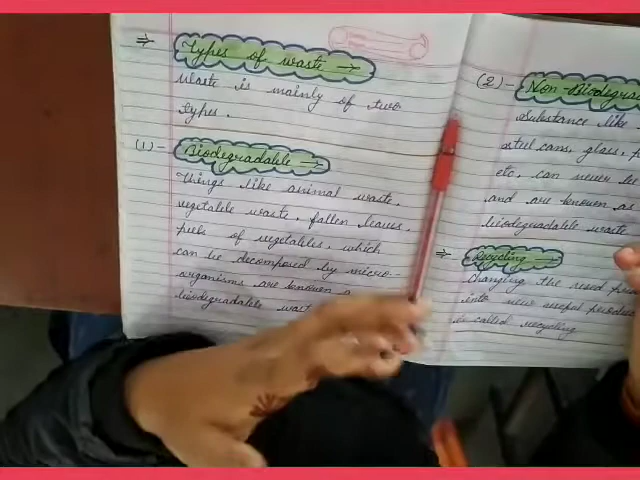 ⇒ Types of waste →
Waste is mainly of two
types.
(1)- Biodegradable →
Things like animal waste,
vegetable waste, fallen leaves,
peels of vegetables, which
can be decomposed by micro-
organisms are known a
biodegradable wast
(2)- Non-Biodegra
Substance like
steel cans, glass, p
etc. can never be
and are known as
biodegradable waste
⇒ Recycling →
Changing the used p
into new useful produc
is called recycling